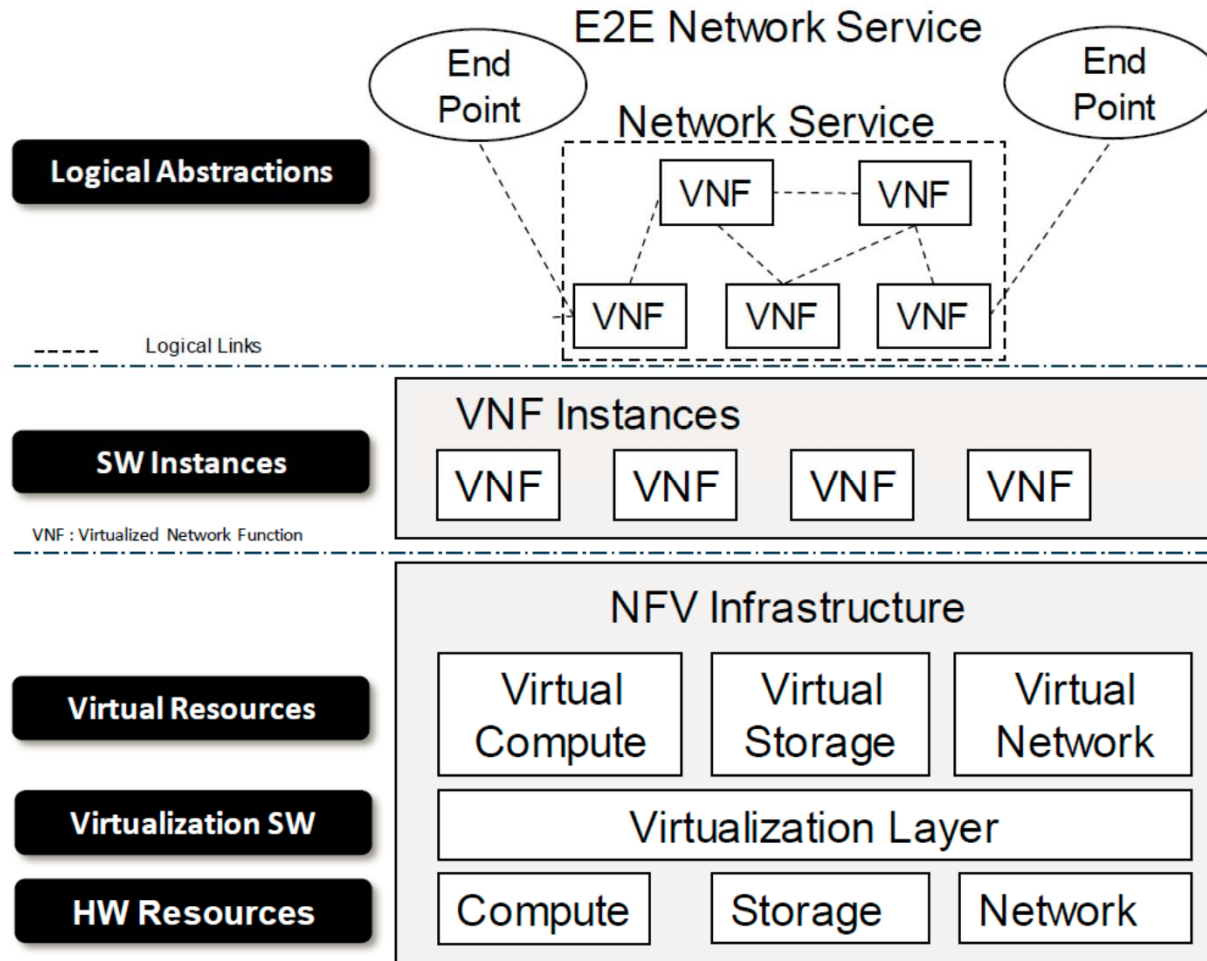 E2E Network Service
End
Point
End
Point
Network Service
Logical Abstractions
VNF
VNF
VNF
VNF
VNF
Logical Links
VNF Instances
SW Instances
VNF
VNF
VNF
VNF
VNF : Virtualized Network Function
NFV Infrastructure
Virtual Resources
Virtual
Compute
Virtual
Storage
Virtual
Network
Virtualization SW
Virtualization Layer
HW Resources
Compute
Storage
Network